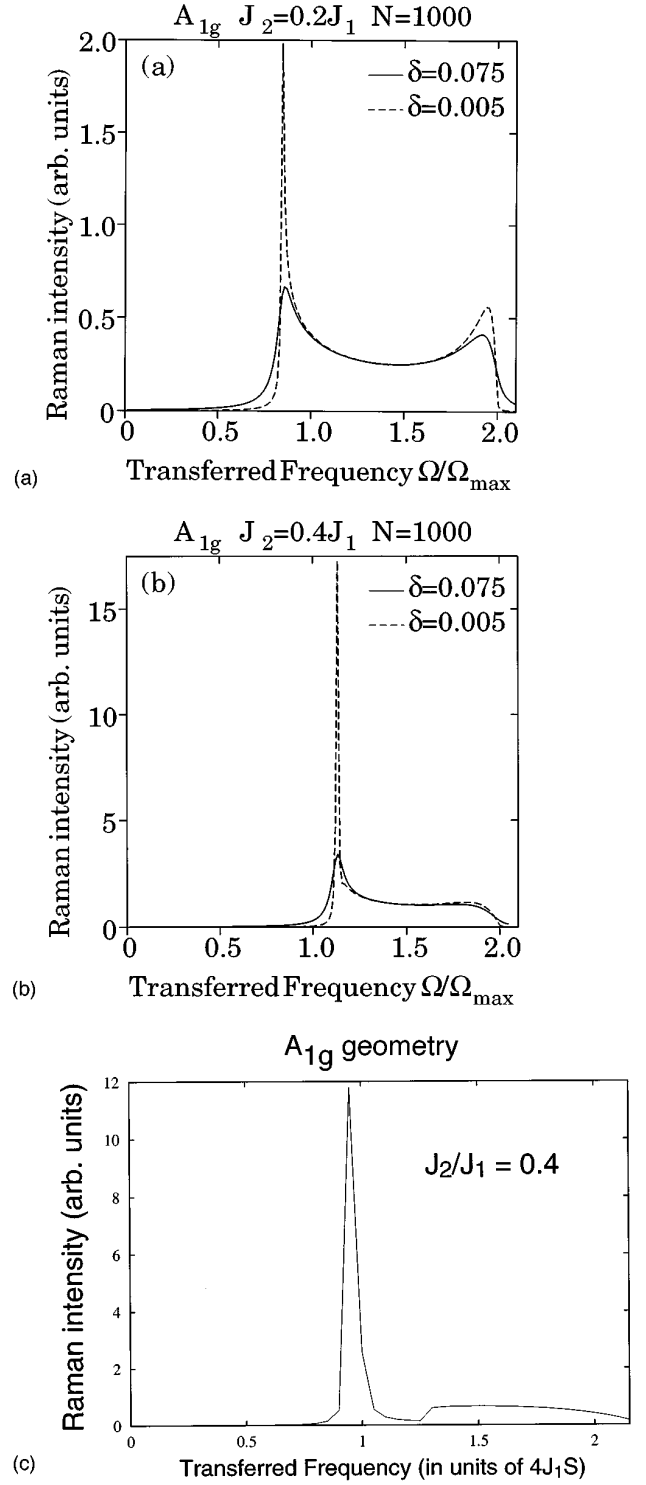 A1g J2=0.2J1 N=1000
(a)
δ=0.075
δ=0.005
Raman intensity (arb. units)
2.0
1.5
1.0
0.5
0
0 0.5 1.0 1.5 2.0
Transferred Frequency Ω/Ωmax
(a)
A1g J2=0.4J1 N=1000
(b)
δ=0.075
δ=0.005
Raman intensity (arb. units)
15
10
5
0
0 0.5 1.0 1.5 2.0
Transferred Frequency Ω/Ωmax
(b)
A1g geometry
J2/J1 = 0.4
Raman intensity (arb. units)
12
10
8
6
4
2
0
0 0.5 1 1.5 2
Transferred Frequency (in units of 4J1S)
(c)